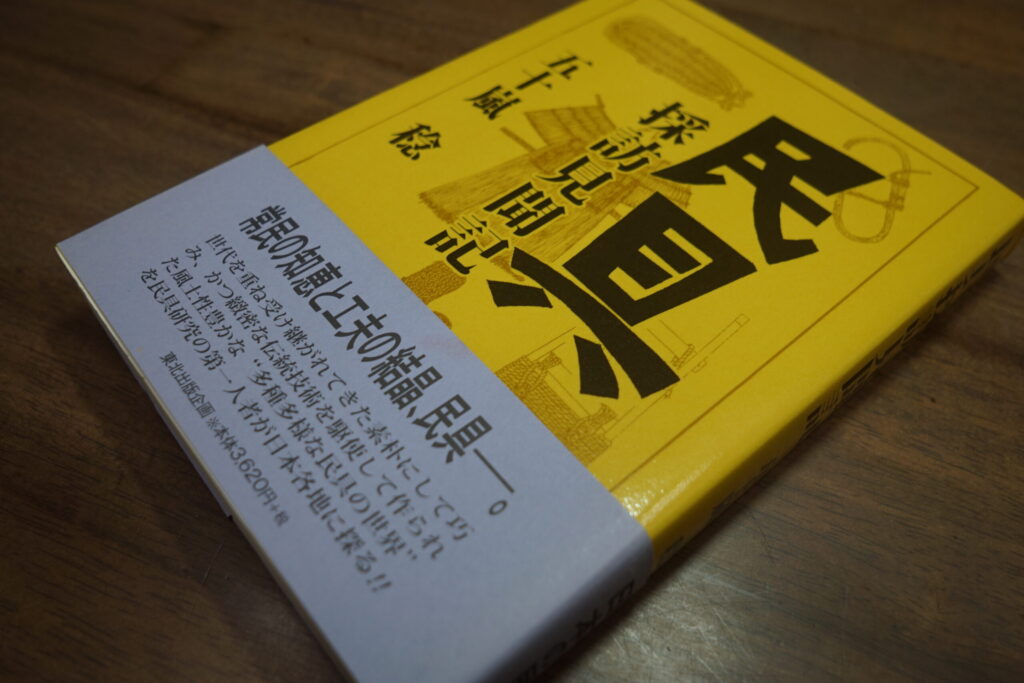 民具
探訪見聞記
五十嵐 稔
常民の知恵と工夫の結晶、民具―。
世代を重ね受け継がれてきた素朴にして巧
み、かつ緻密な伝統技術を駆使して作られ
た風土性豊かな“多種多様な民具の世界”
を民具研究の第一人者が日本各地に探る!!
東北出版企画 ※本体3,620円+税